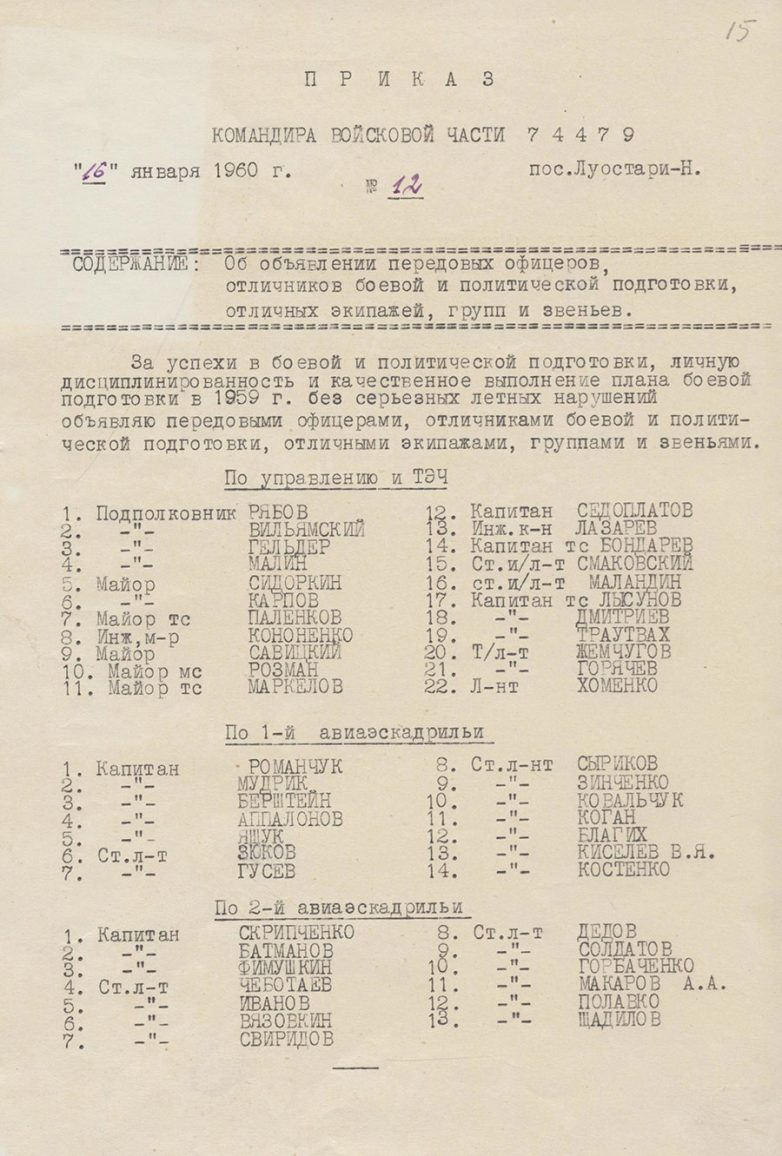 15
П Р И К А З
КОМАНДИРА ВОЙСКОВОЙ ЧАСТИ 7 4 4 7 9
"16" января 1960 г. № 12 пос.Луостари-Н.
СОДЕРЖАНИЕ: Об объявлении передовых офицеров,
отличников боевой и политической подготовки,
отличных экипажей, групп и звеньев.
За успехи в боевой и политической подготовки, личную
дисциплинированность и качественное выполнение плана боевой
подготовки в 1959 г. без серьезных летных нарушений
объявляю передовыми офицерами, отличниками боевой и полити-
ческой подготовки, отличными экипажами, группами и звеньями.
По управлению и ТЭЧ
1. Подполковник РЯБОВ
2. -"- ВИЛЬЯМСКИЙ
3. -"- ГЕЛЬДЕР
4. -"- МАЛИН
5. Майор СИДОРКИН
6. -"- КАРПОВ
7. Майор тс ПАЛЕНКОВ
8. Инж,м-р КОНОНЕНКО
9. Майор САВИЦКИЙ
10. Майор мс РОЗМАН
11. Майор тс МАРКЕЛОВ
12. Капитан СЕДОПЛАТОВ
13. Инж.к-н ЛАЗАРЕВ
14. Капитан тс БОНДАРЕВ
15. Ст.и/л-т СМАКОВСКИЙ
16. ст.и/л-т МАЛАНДИН
17. Капитан тс ЛЫСУНОВ
18. -"- ДМИТРИЕВ
19. -"- ТРАУТВАХ
20. Т/л-т ЖЕМЧУГОВ
21. -"- ГОРЯЧЕВ
22. Л-нт ХОМЕНКО
По 1-й авиаэскадрильи
1. Капитан РОМАНЧУК
2. -"- МУДРИК
3. -"- БЕРШТЕЙН
4. -"- АППАЛОНОВ
5. -"- ЯЩУК
6. Ст.л-т ЗЮКОВ
7. -"- ГУСЕВ
8. Ст.л-нт СЫРИКОВ
9. -"- ЗИНЧЕНКО
10. -"- КОВАЛЬЧУК
11. -"- КОГАН
12. -"- БЛАГИХ
13. -"- КИСЕЛЕВ В.Я.
14. -"- КОСТЕНКО
По 2-й авиаэскадрильи
1. Капитан СКРИПЧЕНКО
2. -"- БАТМАНОВ
3. -"- ФИМУШКИН
4. Ст.л-т ЧЕБОТАЕВ
5. -"- ИВАНОВ
6. -"- ВЯЗОВКИН
7. -"- СВИРИДОВ
8. Ст.л-т ДЕДОВ
9. -"- СОЛДАТОВ
10. -"- ГОРБАЧЕНКО
11. -"- МАКАРОВ А.А.
12. -"- ПОЛАВКО
13. -"- ЩАДИЛОВ